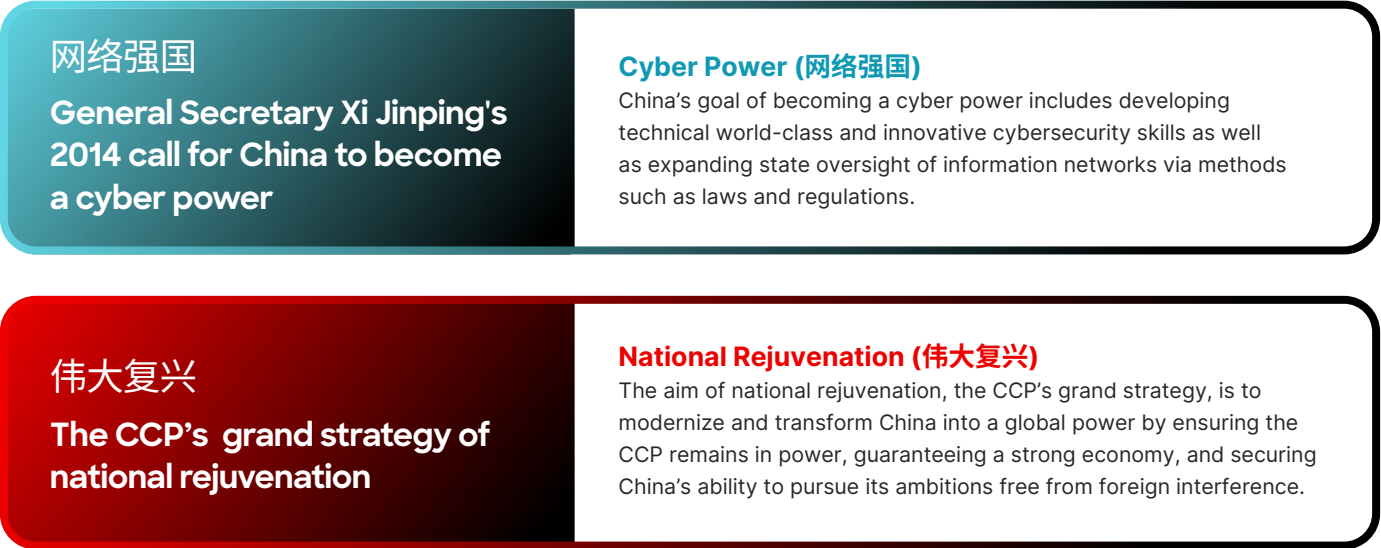 网络强国
General Secretary Xi Jinping's
2014 call for China to become
a cyber power
Cyber Power (网络强国)
China’s goal of becoming a cyber power includes developing
technical world-class and innovative cybersecurity skills as well
as expanding state oversight of information networks via methods
such as laws and regulations.
伟大复兴
The CCP’s  grand strategy of
national rejuvenation
National Rejuvenation (伟大复兴)
The aim of national rejuvenation, the CCP’s grand strategy, is to
modernize and transform China into a global power by ensuring the
CCP remains in power, guaranteeing a strong economy, and securing
China’s ability to pursue its ambitions free from foreign interference.